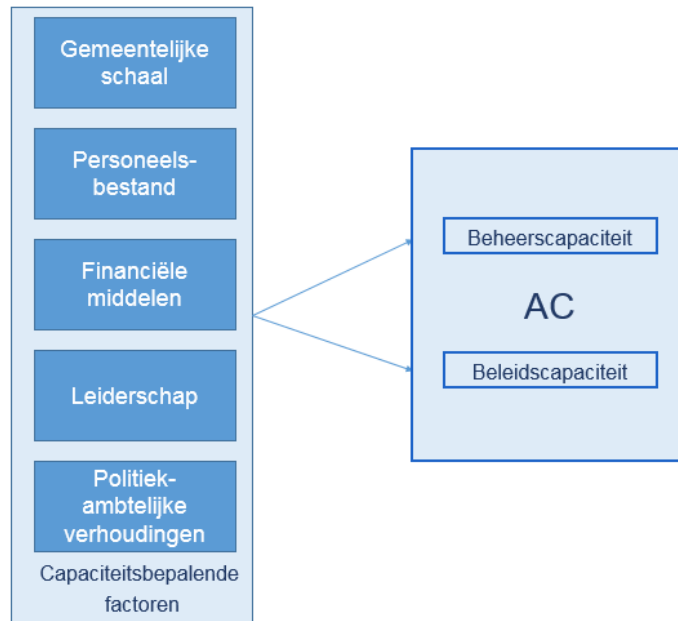 Gemeentelijke
schaal
Personeels-
bestand
Financiële
middelen
Leiderschap
Politiek-
ambtelijke
verhoudingen
Capaciteitsbepalende
factoren
Beheerscapaciteit
AC
Beleidscapaciteit